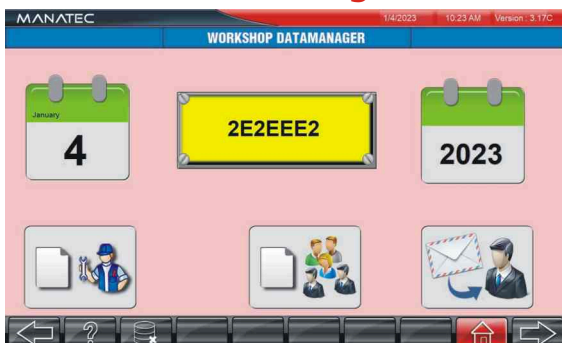 MANATEC 1/4/2023 10:23 AM Version : 3.17C
WORKSHOP DATAMANAGER
January
4
2E2EEE2
2023